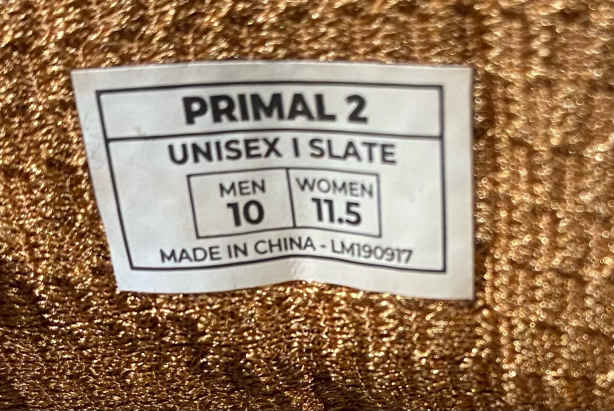 PRIMAL 2
UNISEX | SLATE
MEN WOMEN
10 11.5
MADE IN CHINA - LM190917